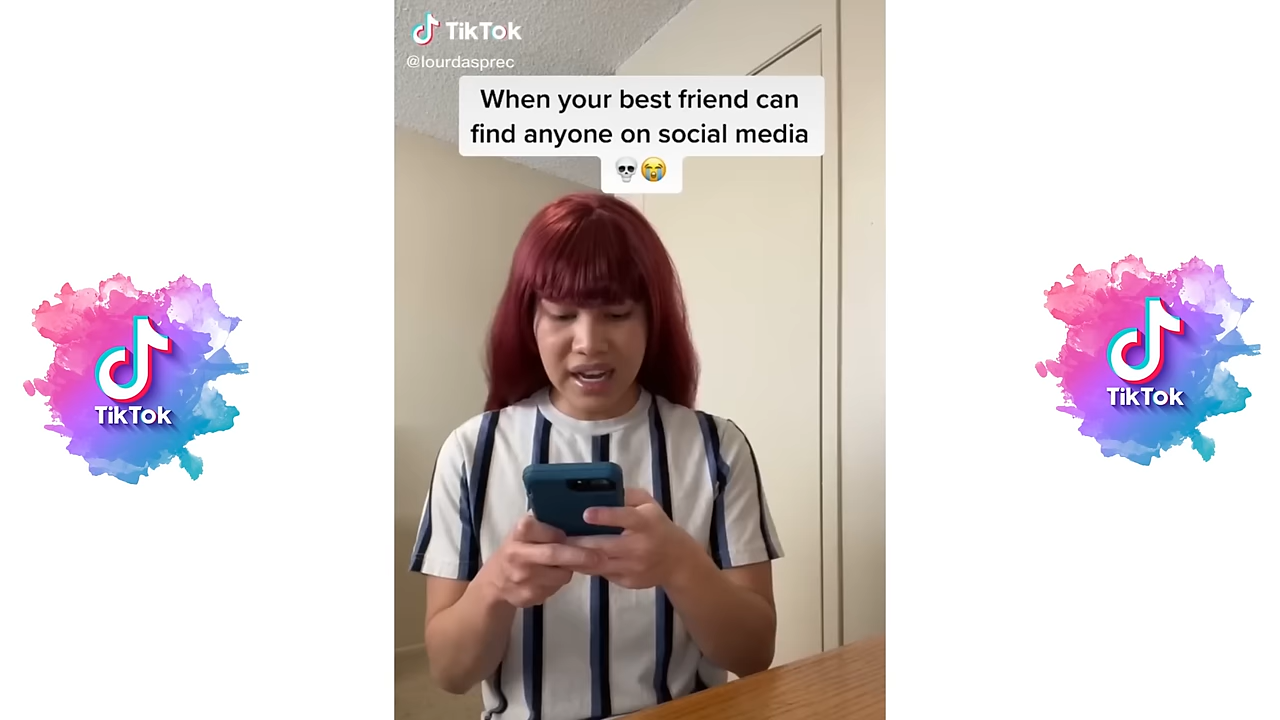 TikTok
@lourdasprec
When your best friend can
find anyone on social media
💀😭
TikTok
TikTok